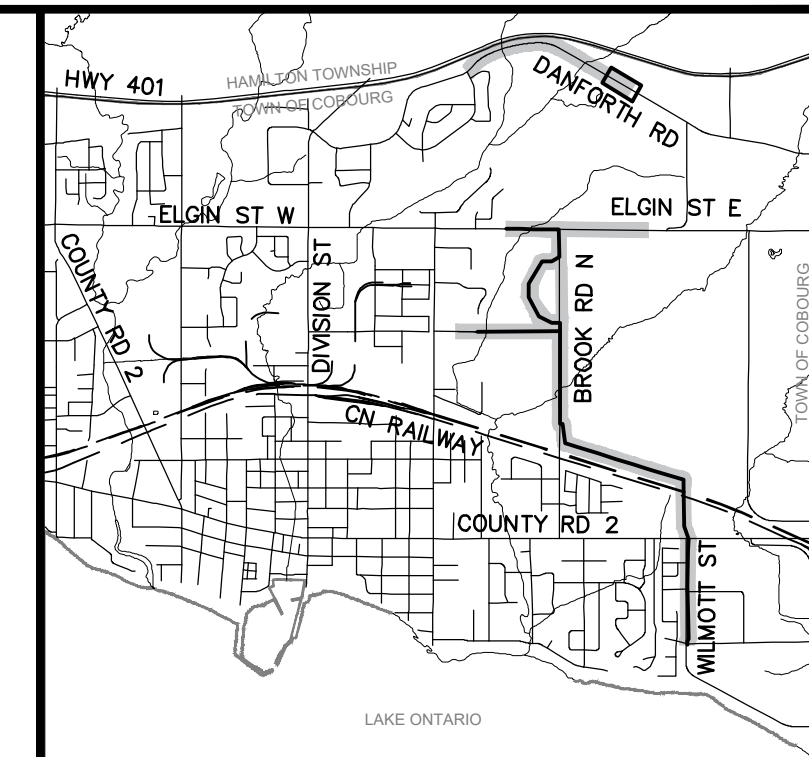 HWY 401
HAMILTON TOWNSHIP
TOWN OF COBOURG
DANFORTH RD
ELGIN ST W
ELGIN ST E
COUNTY RD 2
DIVISION ST
BROOK RD N
TOWN OF COBOURG
CN RAILWAY
COUNTY RD 2
WILMOTT ST
LAKE ONTARIO